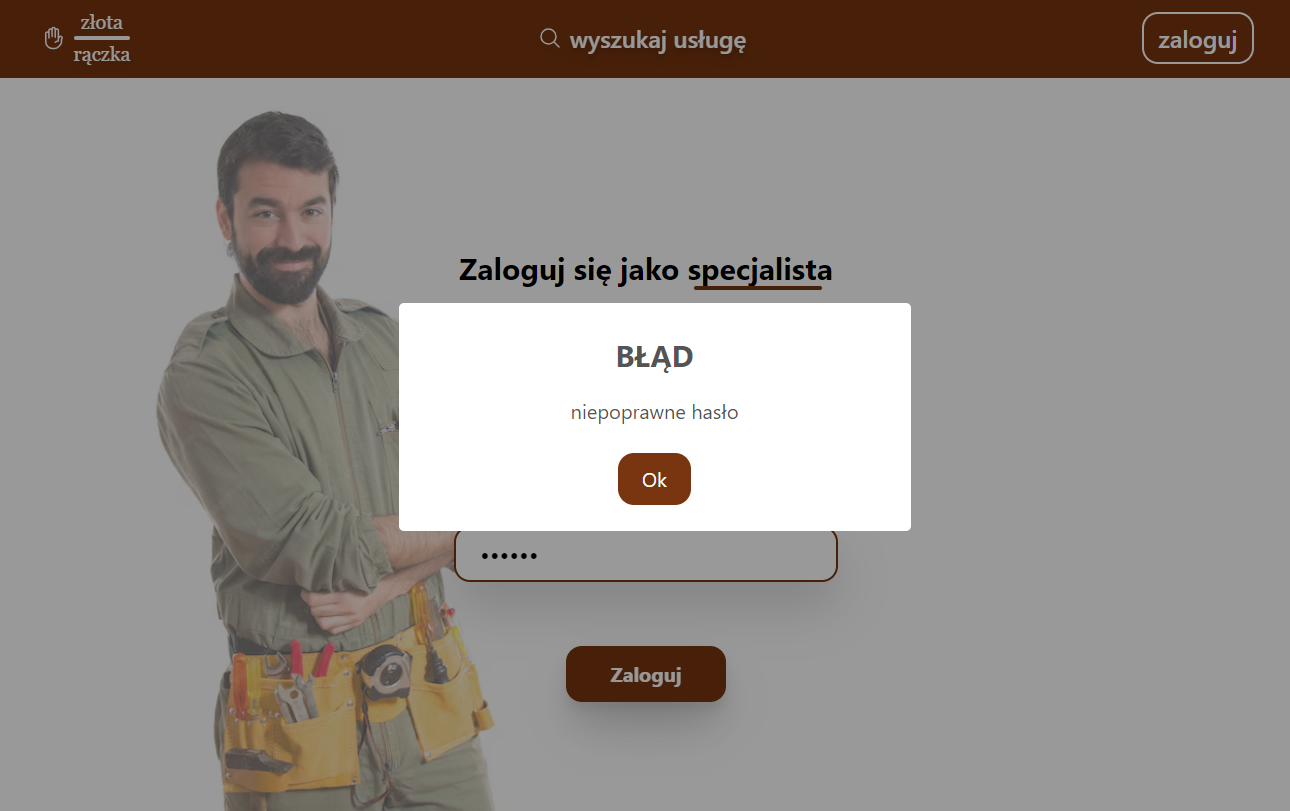 złota
rączka
wyszukaj usługę
zaloguj
Zaloguj się jako specjalista
BŁĄD
niepoprawne hasło
Ok
••••••
Zaloguj